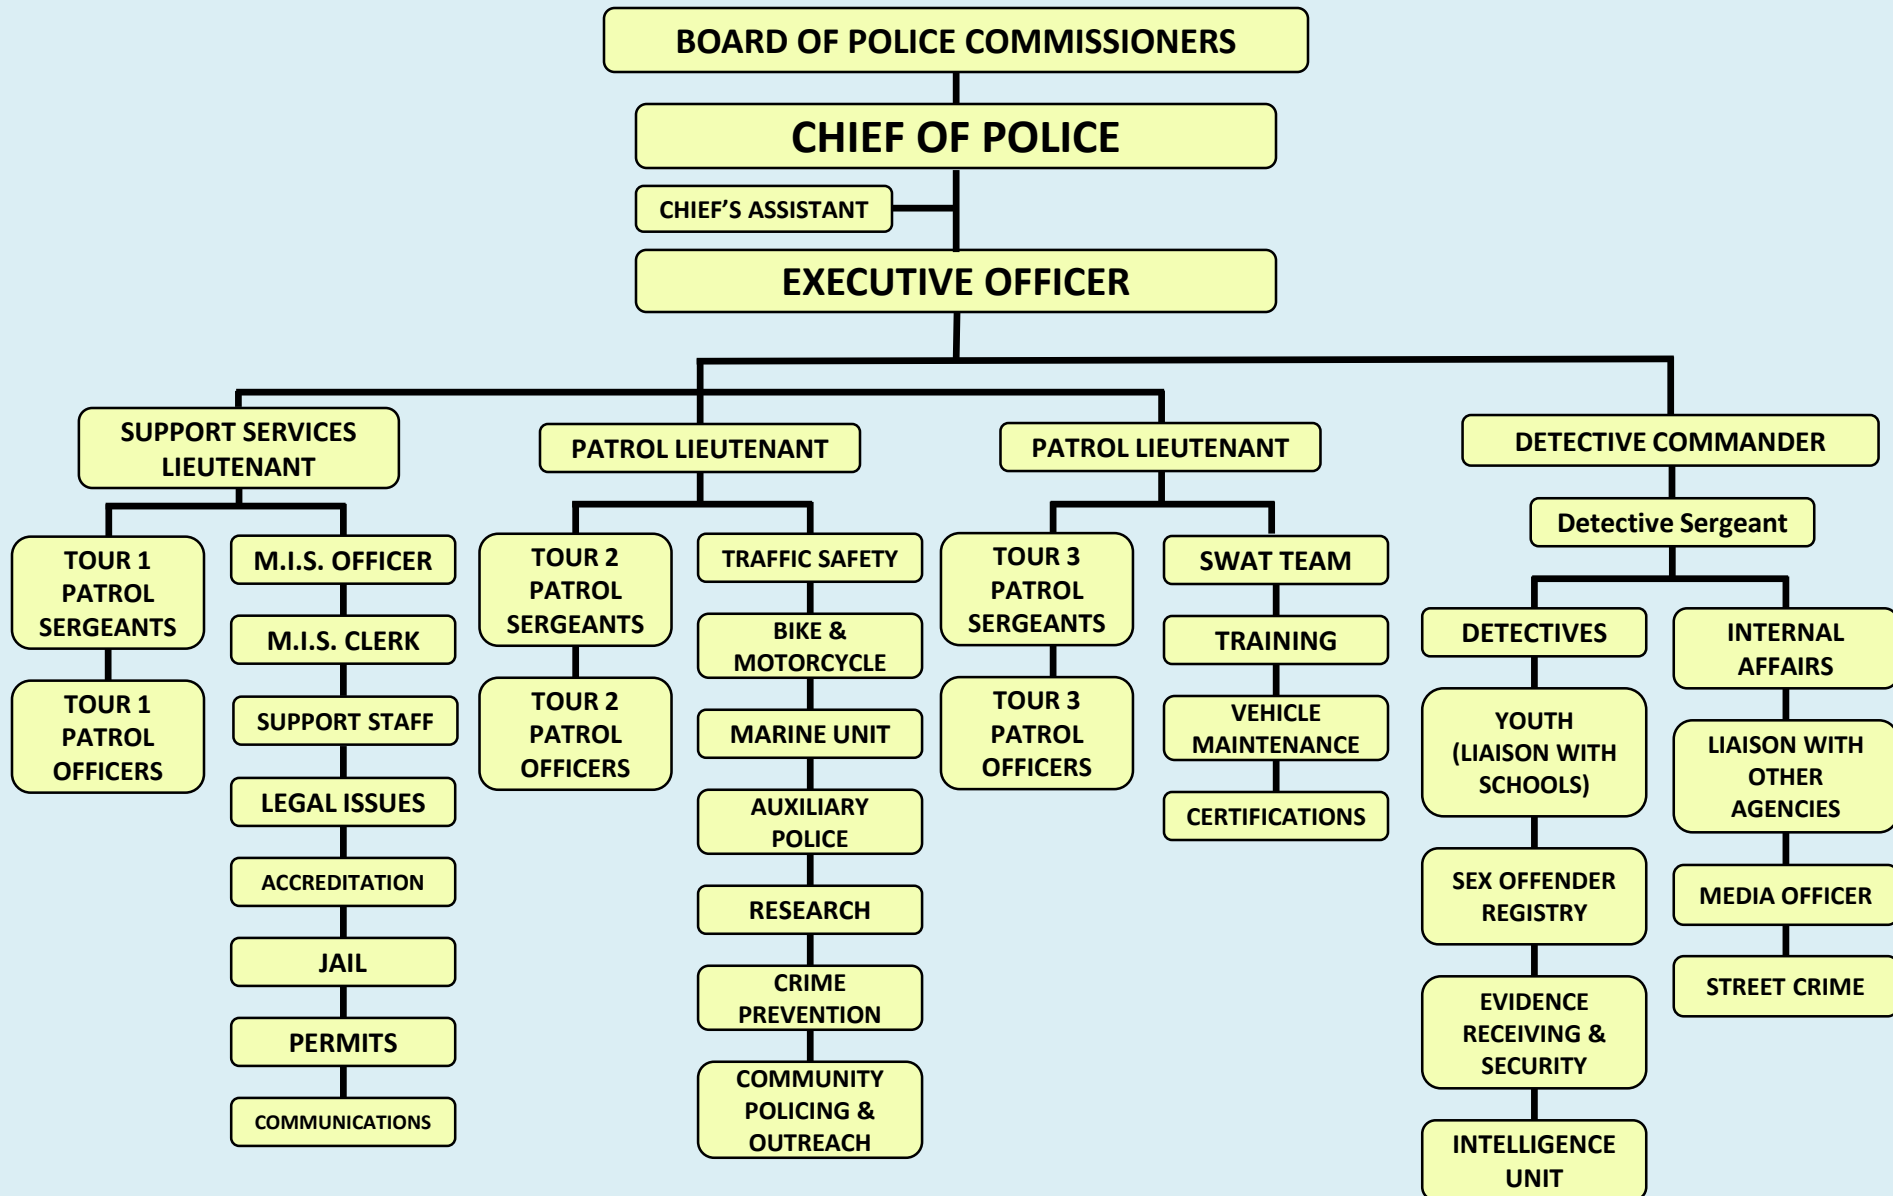 BOARD OF POLICE COMMISSIONERS
CHIEF OF POLICE
CHIEF’S ASSISTANT
EXECUTIVE OFFICER
SUPPORT SERVICES
LIEUTENANT
TOUR 1
PATROL
SERGEANTS
TOUR 1
PATROL
OFFICERS
M.I.S. OFFICER
M.I.S. CLERK
SUPPORT STAFF
LEGAL ISSUES
ACCREDITATION
JAIL
PERMITS
COMMUNICATIONS
PATROL LIEUTENANT
TOUR 2
PATROL
SERGEANTS
TOUR 2
PATROL
OFFICERS
TRAFFIC SAFETY
BIKE &
MOTORCYCLE
MARINE UNIT
AUXILIARY
POLICE
RESEARCH
CRIME
PREVENTION
COMMUNITY
POLICING &
OUTREACH
PATROL LIEUTENANT
TOUR 3
PATROL
SERGEANTS
TOUR 3
PATROL
OFFICERS
SWAT TEAM
TRAINING
VEHICLE
MAINTENANCE
CERTIFICATIONS
DETECTIVE COMMANDER
Detective Sergeant
DETECTIVES
YOUTH
(LIAISON WITH
SCHOOLS)
SEX OFFENDER
REGISTRY
EVIDENCE
RECEIVING &
SECURITY
INTELLIGENCE
UNIT
INTERNAL
AFFAIRS
LIAISON WITH
OTHER
AGENCIES
MEDIA OFFICER
STREET CRIME